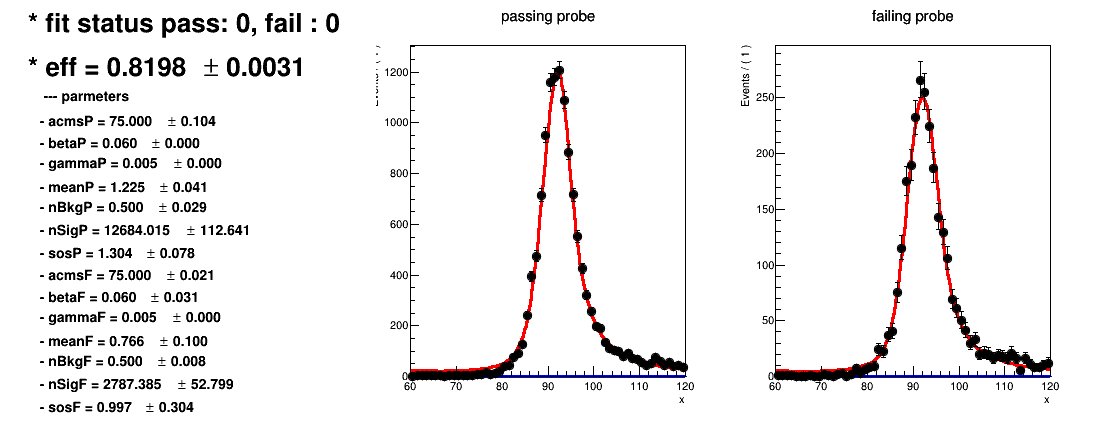 * fit status pass: 0, fail : 0
* eff = 0.8198 ± 0.0031
--- parmeters
- acmsP = 75.000 ± 0.104
- betaP = 0.060 ± 0.000
- gammaP = 0.005 ± 0.000
- meanP = 1.225 ± 0.041
- nBkgP = 0.500 ± 0.029
- nSigP = 12684.015 ± 112.641
- sosP = 1.304 ± 0.078
- acmsF = 75.000 ± 0.021
- betaF = 0.060 ± 0.031
- gammaF = 0.005 ± 0.000
- meanF = 0.766 ± 0.100
- nBkgF = 0.500 ± 0.008
- nSigF = 2787.385 ± 52.799
- sosF = 0.997 ± 0.304
passing probe
1200
1000
800
600
400
200
0
60 70 80 90 100 110 120
x
failing probe
Events / ( 1 )
250
200
150
100
50
0
60 70 80 90 100 110 120
x